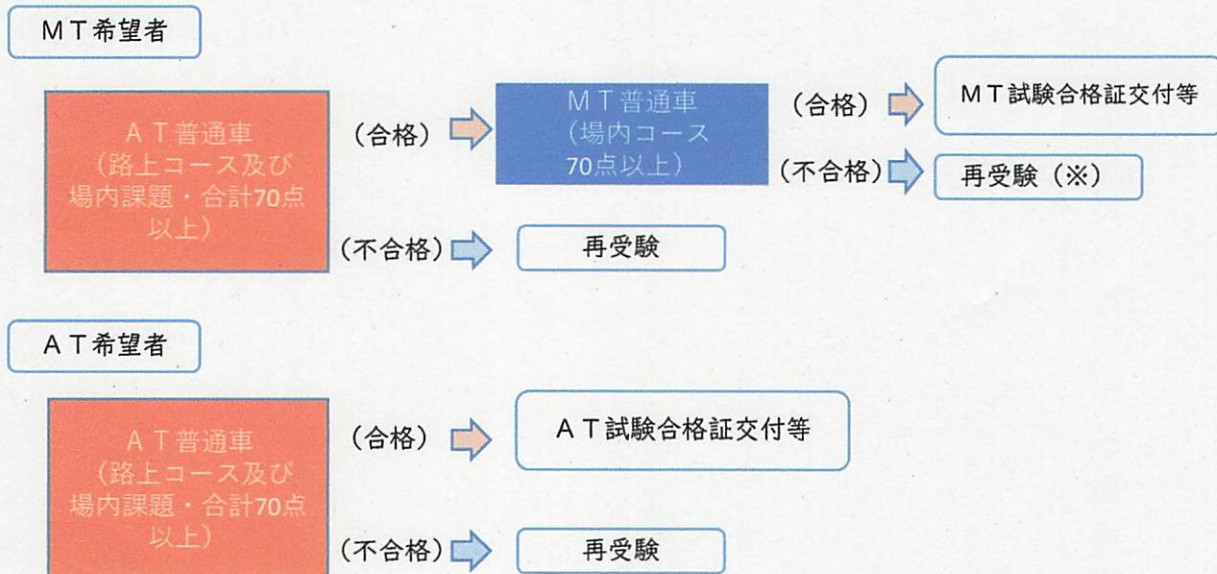 ＭＴ希望者
ＡＴ普通車
（路上コース及び
場内課題・合計70点
以上）
（合格）
ＭＴ普通車
（場内コース
70点以上）
（合格）
ＭＴ試験合格証交付等
（不合格）
再受験（※）
（不合格）
再受験
ＡＴ希望者
ＡＴ普通車
（路上コース及び
場内課題・合計70点
以上）
（合格）
ＡＴ試験合格証交付等
（不合格）
再受験